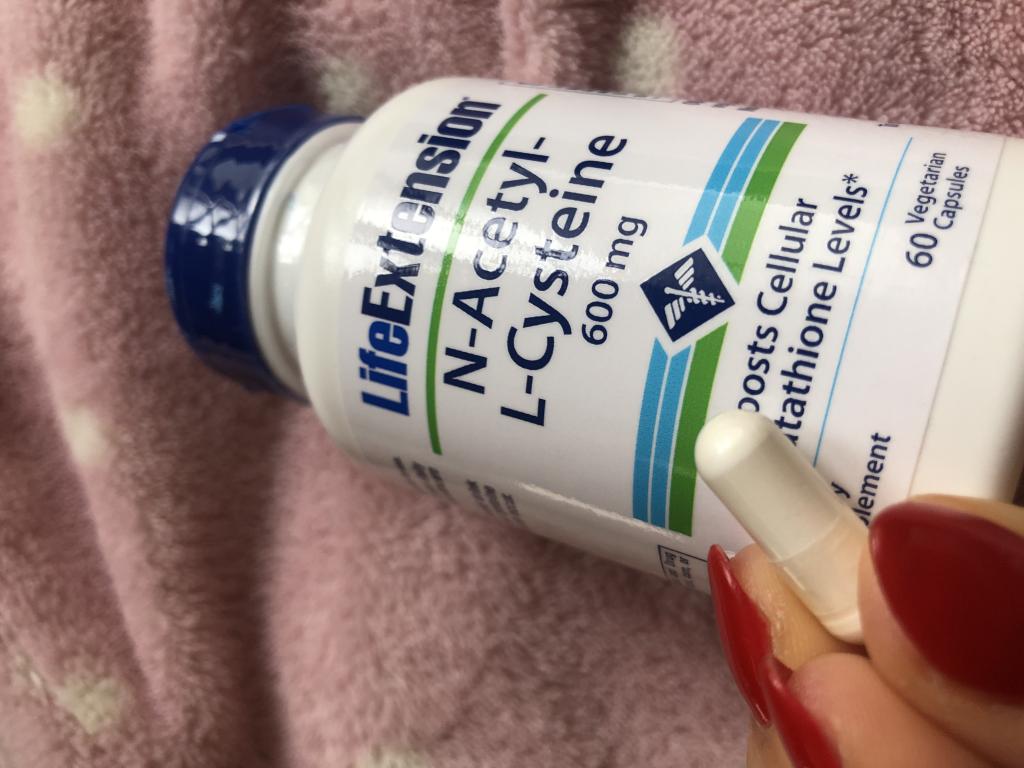 LifeExtension
N-Acetyl-
L-Cysteine
600 mg
oosts Cellular
tathione Levels*
60 Vegetarian
Capsules
y
lement